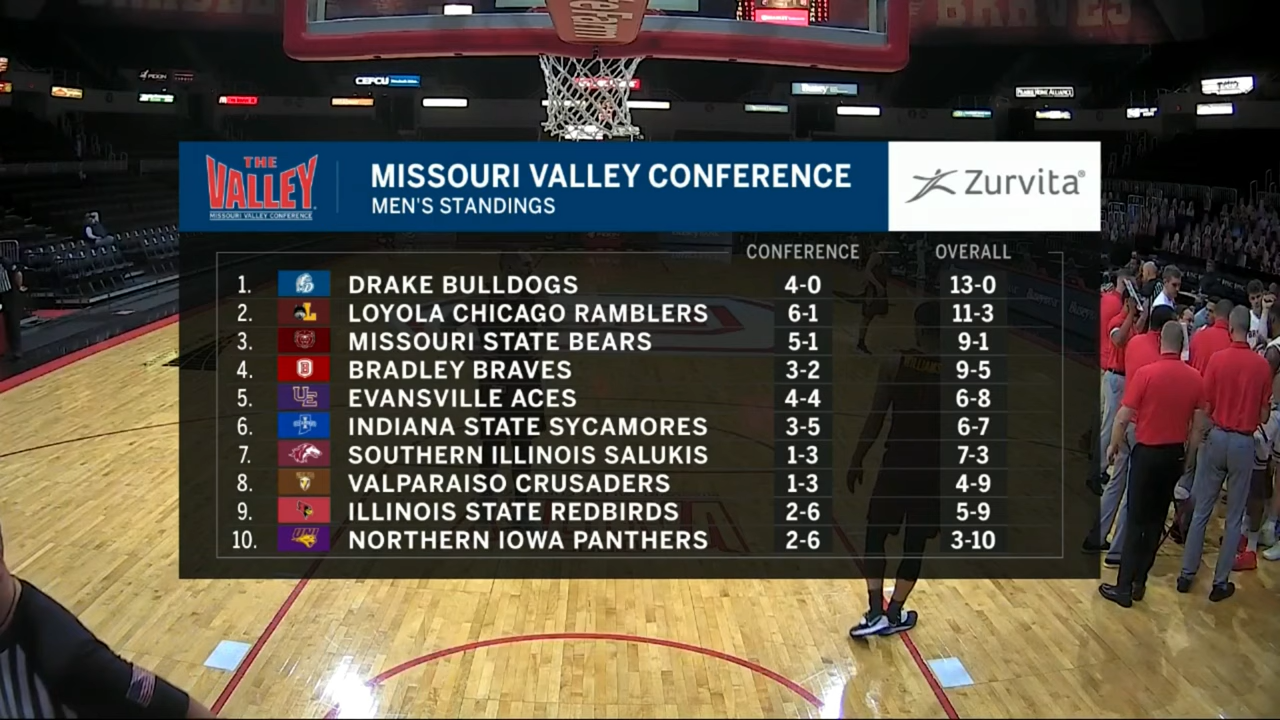 BRAVES
CEFCU
THE
VALLEY
MISSOURI VALLEY CONFERENCE
MISSOURI VALLEY CONFERENCE
MEN'S STANDINGS
Zurvita®
CONFERENCE OVERALL
1. DRAKE BULLDOGS 4-0 13-0
2. LOYOLA CHICAGO RAMBLERS 6-1 11-3
3. MISSOURI STATE BEARS 5-1 9-1
4. BRADLEY BRAVES 3-2 9-5
5. EVANSVILLE ACES 4-4 6-8
6. INDIANA STATE SYCAMORES 3-5 6-7
7. SOUTHERN ILLINOIS SALUKIS 1-3 7-3
8. VALPARAISO CRUSADERS 1-3 4-9
9. ILLINOIS STATE REDBIRDS 2-6 5-9
10. NORTHERN IOWA PANTHERS 2-6 3-10